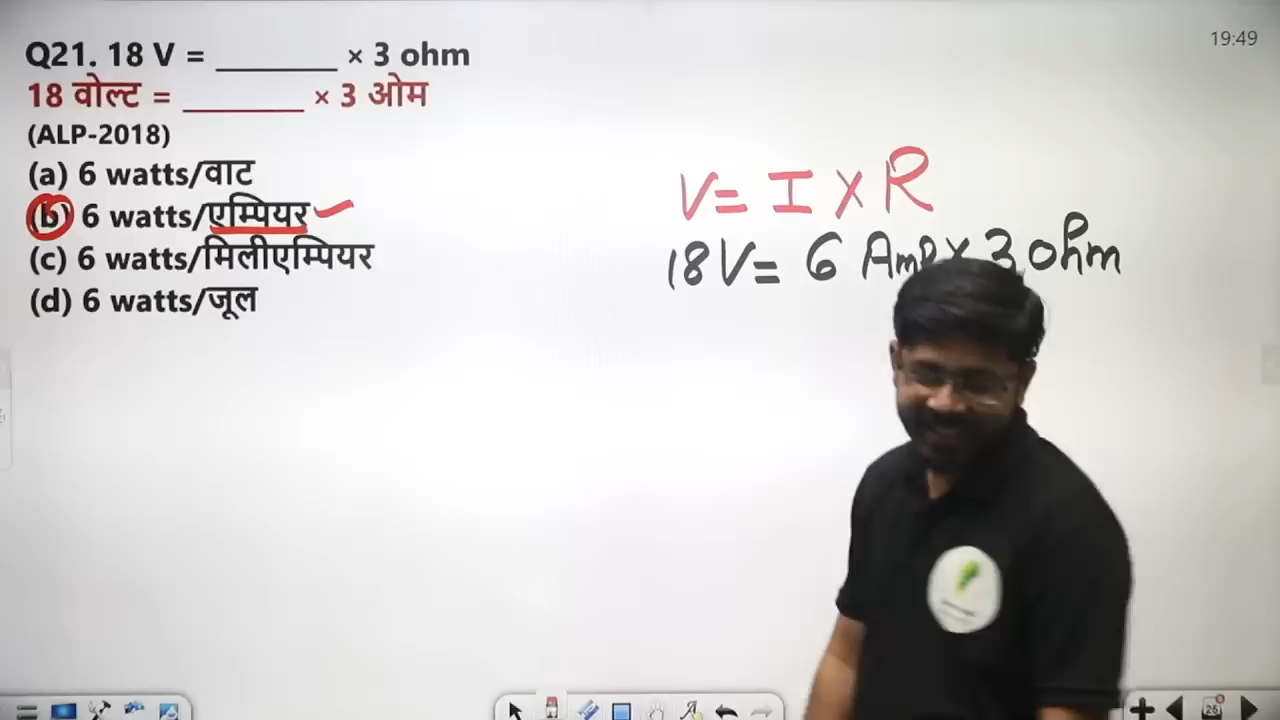 19:49
Q21. 18 V = ________ × 3 ohm
18 वोल्ट = ________ × 3 ओम
(ALP-2018)
(a) 6 watts/वाट
(b) 6 watts/एम्पियर
(c) 6 watts/मिलीएम्पियर
(d) 6 watts/जूल
V = I × R
18V = 6 Amp × 3 ohm